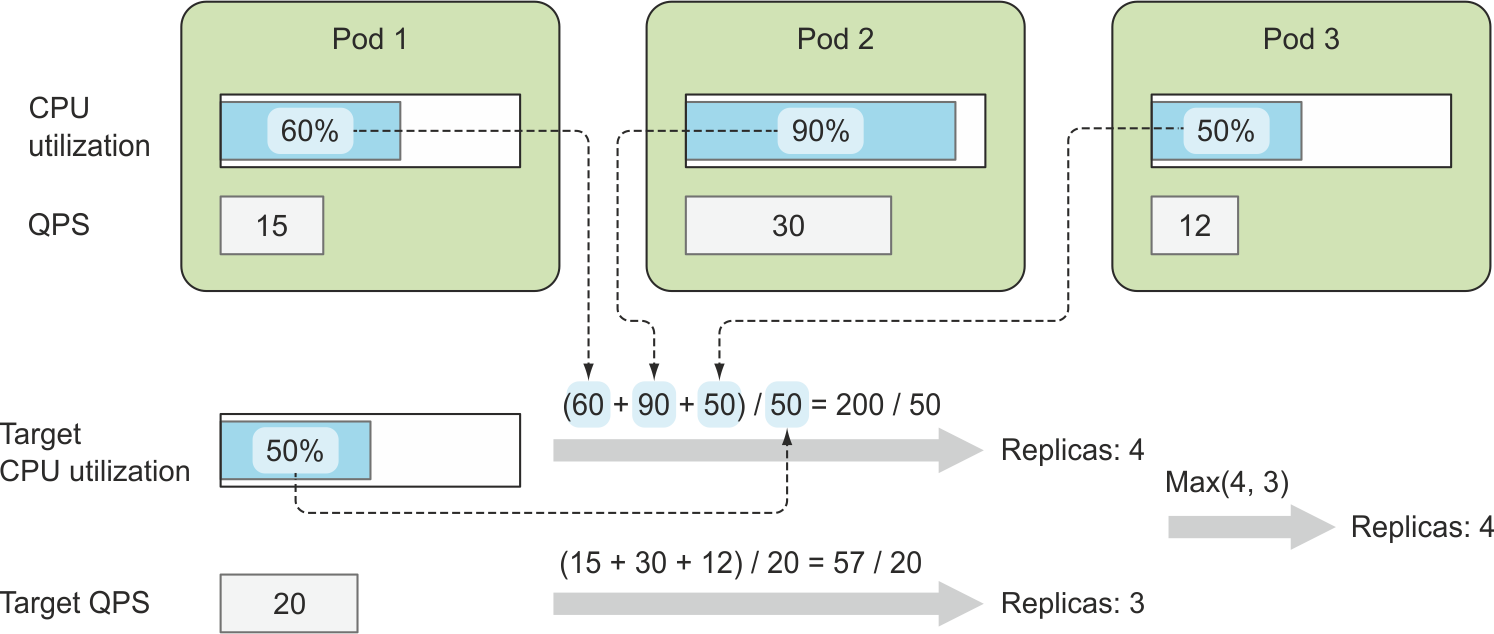 Pod 1
Pod 2
Pod 3
CPU
utilization
60%
90%
50%
QPS
15
30
12
(60 + 90 + 50) / 50 = 200 / 50
Target
CPU utilization
50%
Replicas: 4
Max(4, 3)
Replicas: 4
(15 + 30 + 12) / 20 = 57 / 20
Target QPS
20
Replicas: 3